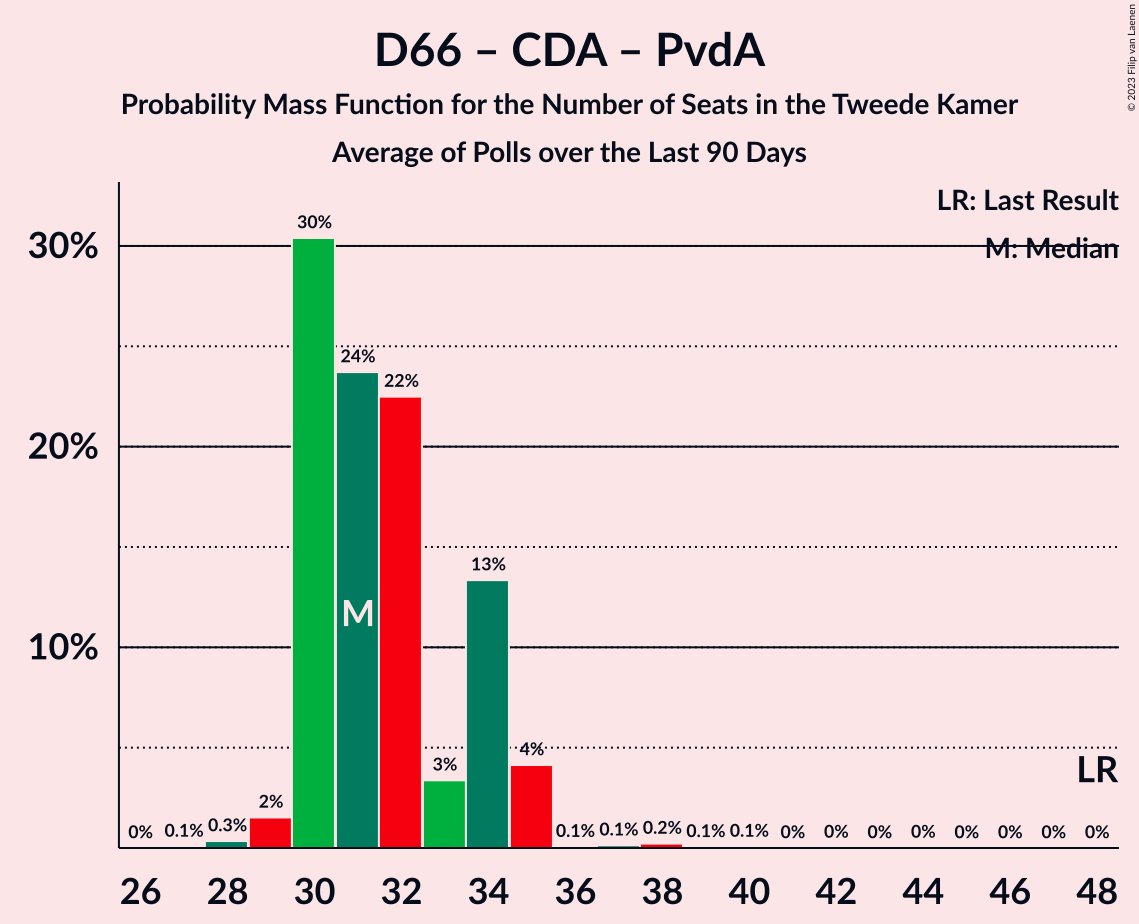 D66 – CDA – PvdA
Probability Mass Function for the Number of Seats in the Tweede Kamer
Average of Polls over the Last 90 Days
© 2023 Filip van Laenen
LR: Last Result
M: Median
30%
20%
10%
0% 0.1% 0.3% 2% 30% 24% 22% 3% 13% 4% 0.1% 0.1% 0.2% 0.1% 0.1% 0% 0% 0% 0% 0% 0% 0% 0%
M
LR
26 28 30 32 34 36 38 40 42 44 46 48